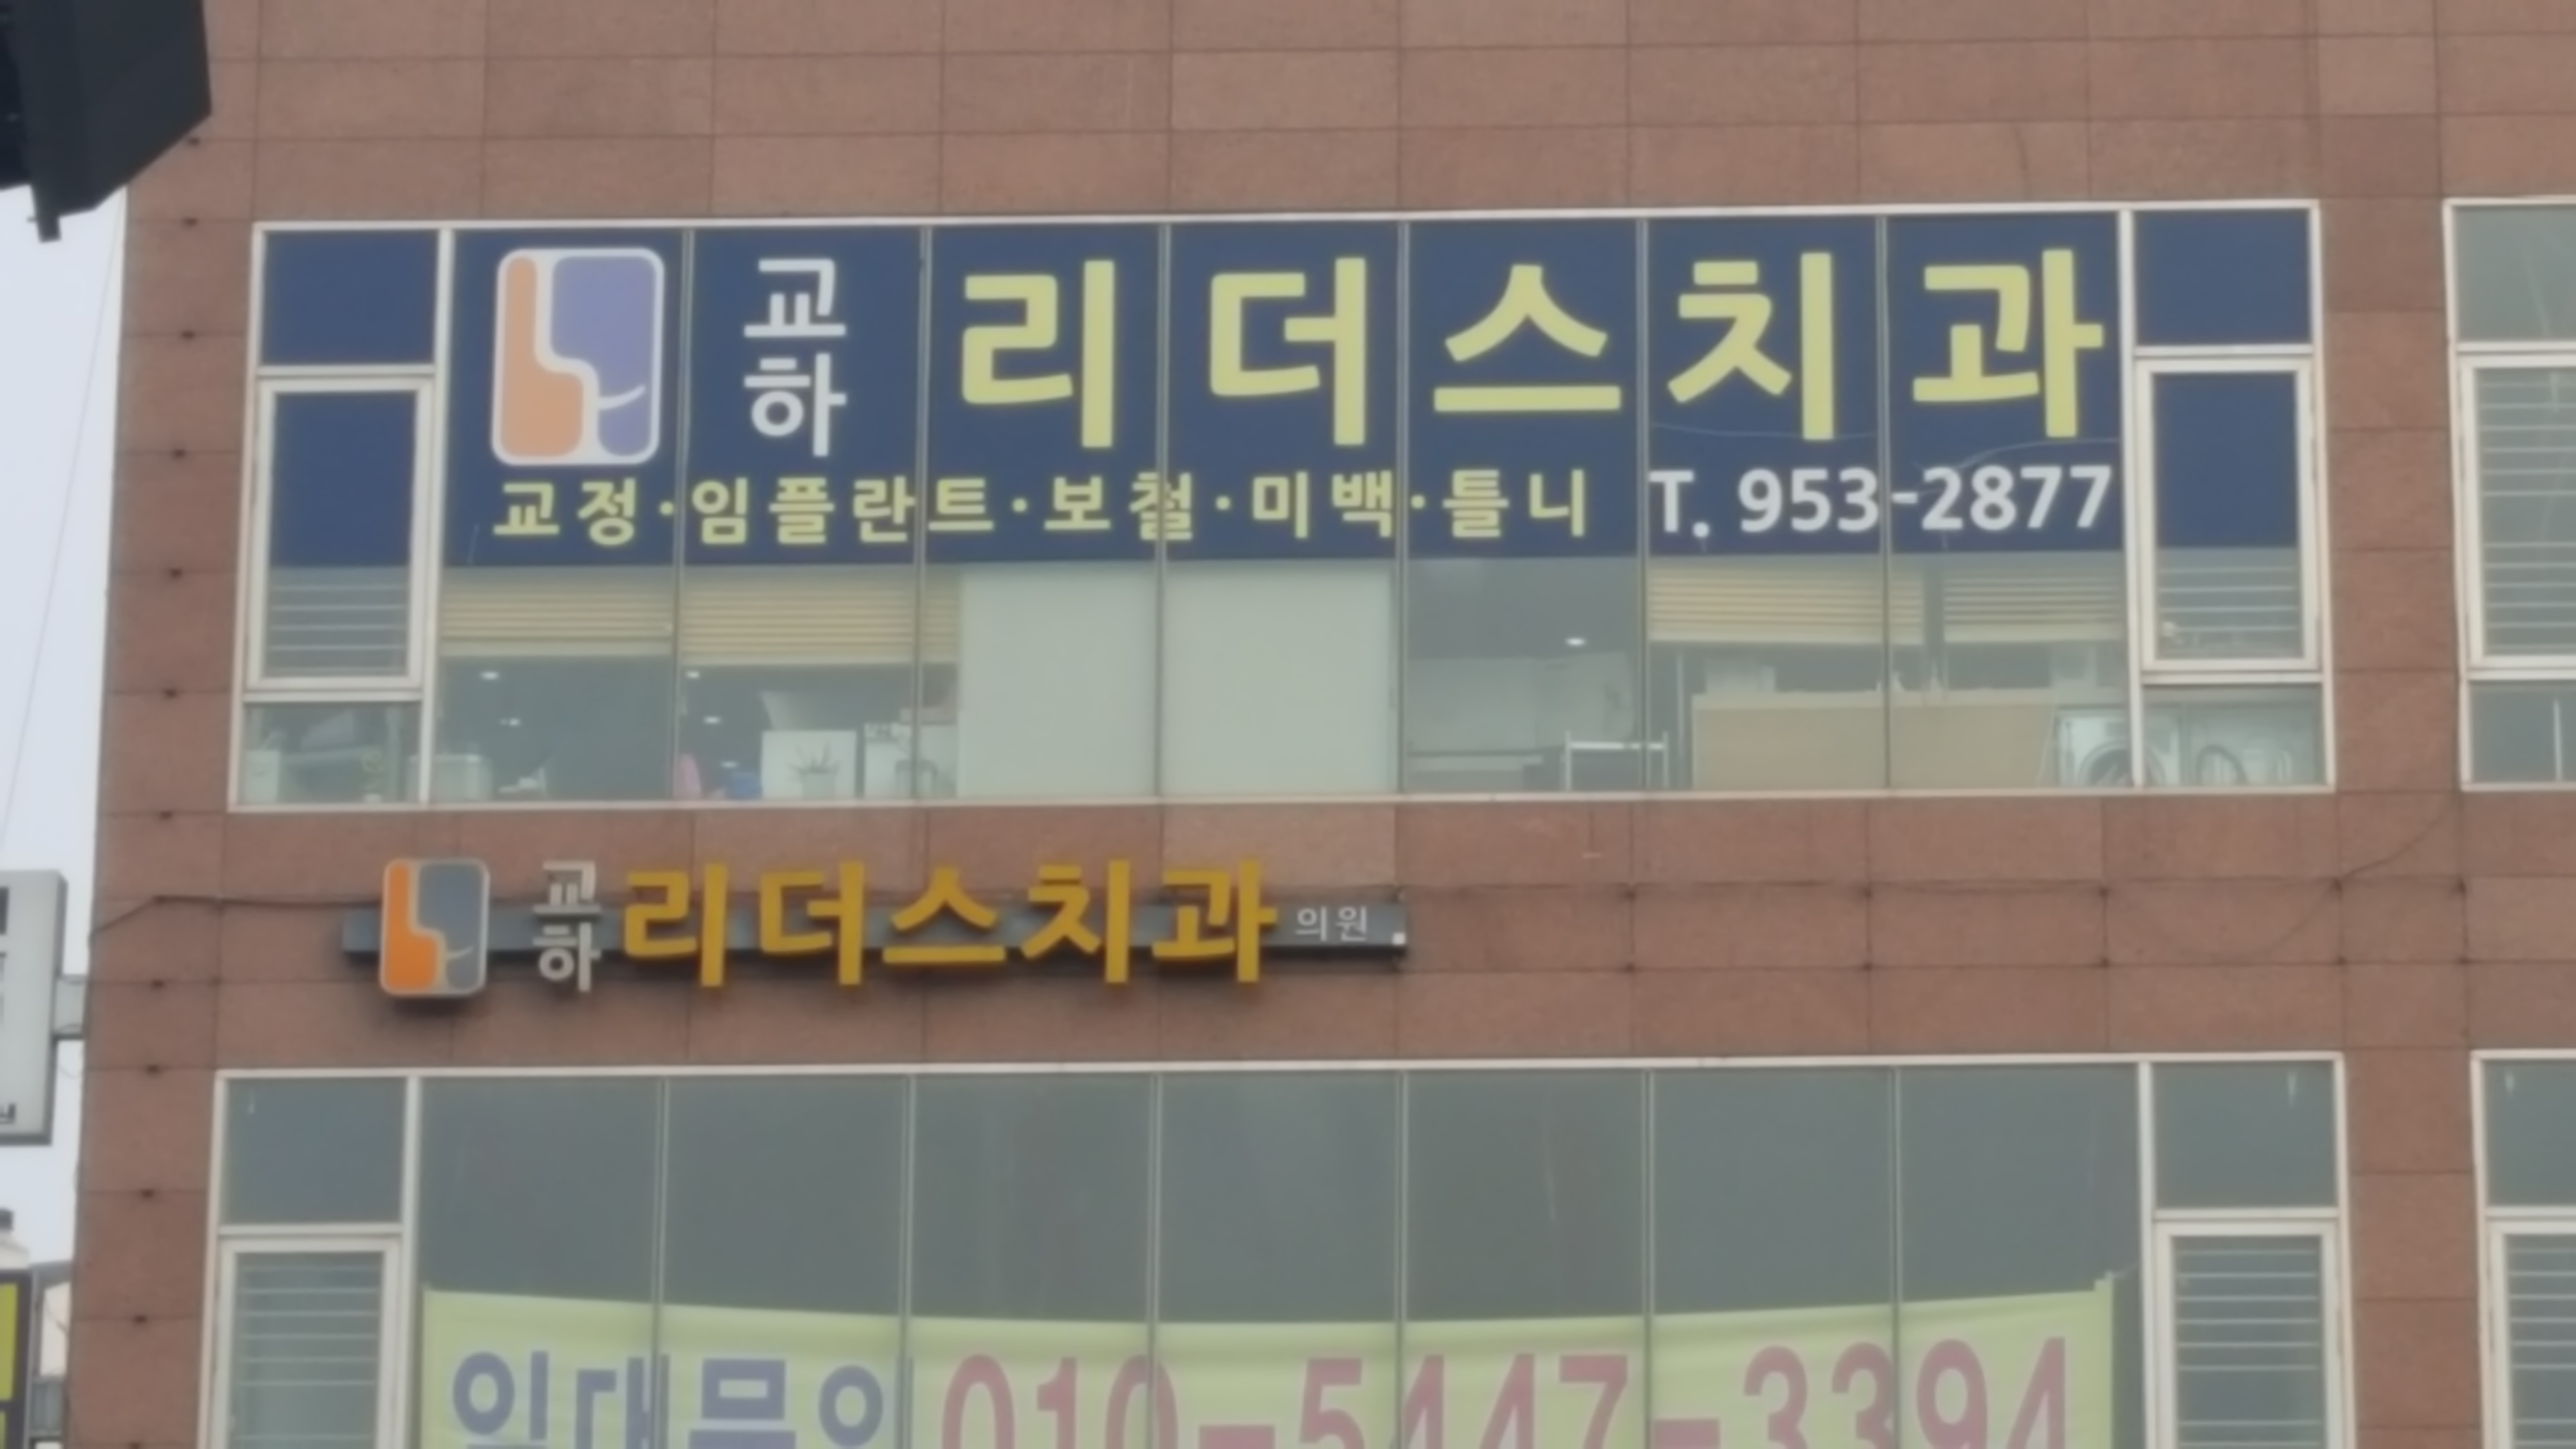 교하 리더스치과
교정·임플란트·보철·미백·틀니 T. 953-2877
교하 리더스치과 의원
임대문의 010-5447-3394